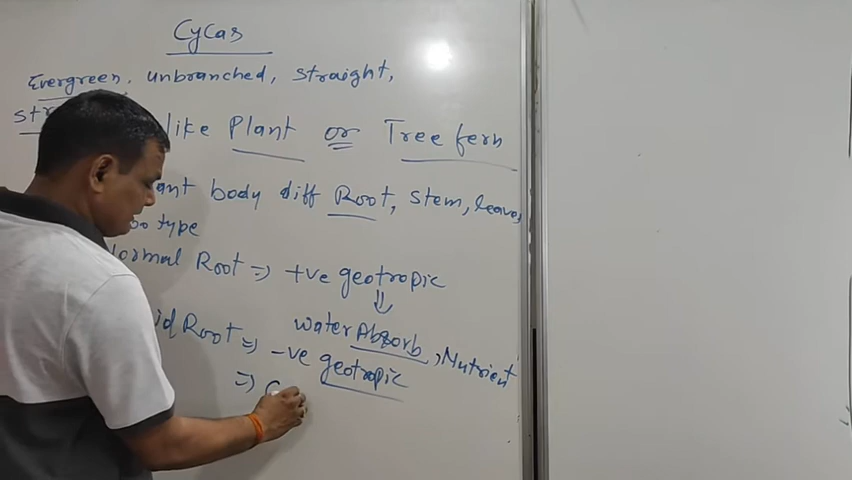 Cycas
Evergreen, unbranched, straight,
like Plant or Tree fern
body diff Root, stem, leaves
type
Normal Root => +ve geotropic
⇓
water Absorb, Nutrient
Root => -ve geotropic
=> C